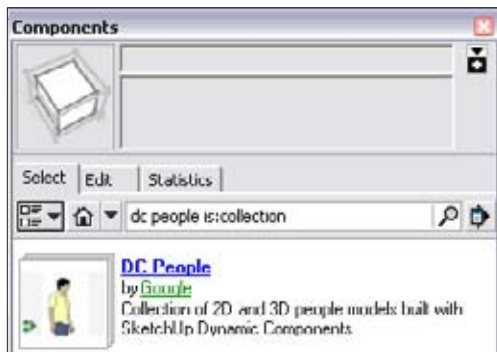 Components
Select Edit Statistics
dc people is:collection
DC People
by Google
Collection of 2D and 3D people models built with
SketchUp Dynamic Components